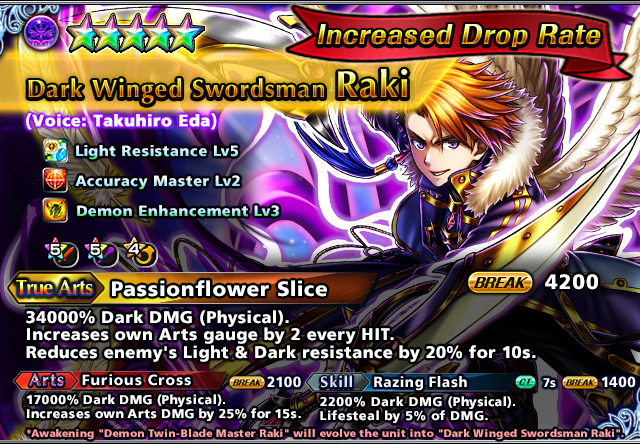 Increased Drop Rate
Dark Winged Swordsman Raki
(Voice: Takuhiro Eda)
Light Resistance Lv5
Accuracy Master Lv2
Demon Enhancement Lv3
5 5 4
True Arts Passionflower Slice BREAK 4200
34000% Dark DMG (Physical).
Increases own Arts gauge by 2 every HIT.
Reduces enemy's Light & Dark resistance by 20% for 10s.
Arts Furious Cross BREAK 2100
17000% Dark DMG (Physical).
Increases own Arts DMG by 25% for 15s.
Skill Razing Flash CT 7s BREAK 1400
2200% Dark DMG (Physical).
Lifesteal by 5% of DMG.
*Awakening "Demon Twin-Blade Master Raki" will evolve the unit into "Dark Winged Swordsman Raki".